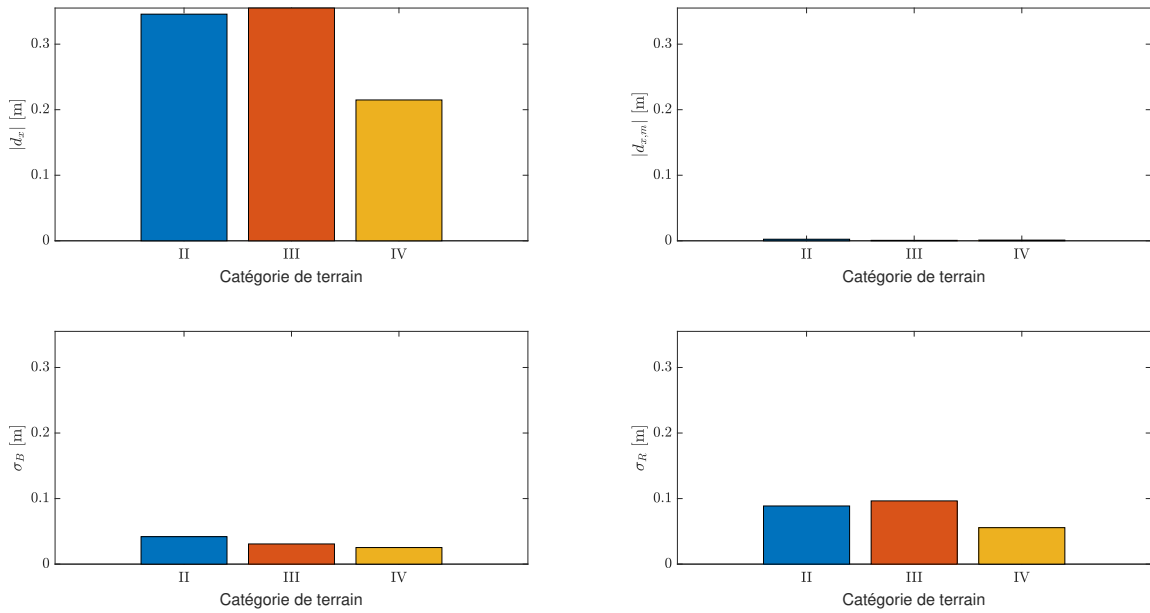 |d_x| [m]
0.3
0.2
0.1
0
II III IV
Catégorie de terrain
|d_{x,m}| [m]
0.3
0.2
0.1
0
II III IV
Catégorie de terrain
σ_B [m]
0.3
0.2
0.1
0
II III IV
Catégorie de terrain
σ_R [m]
0.3
0.2
0.1
0
II III IV
Catégorie de terrain